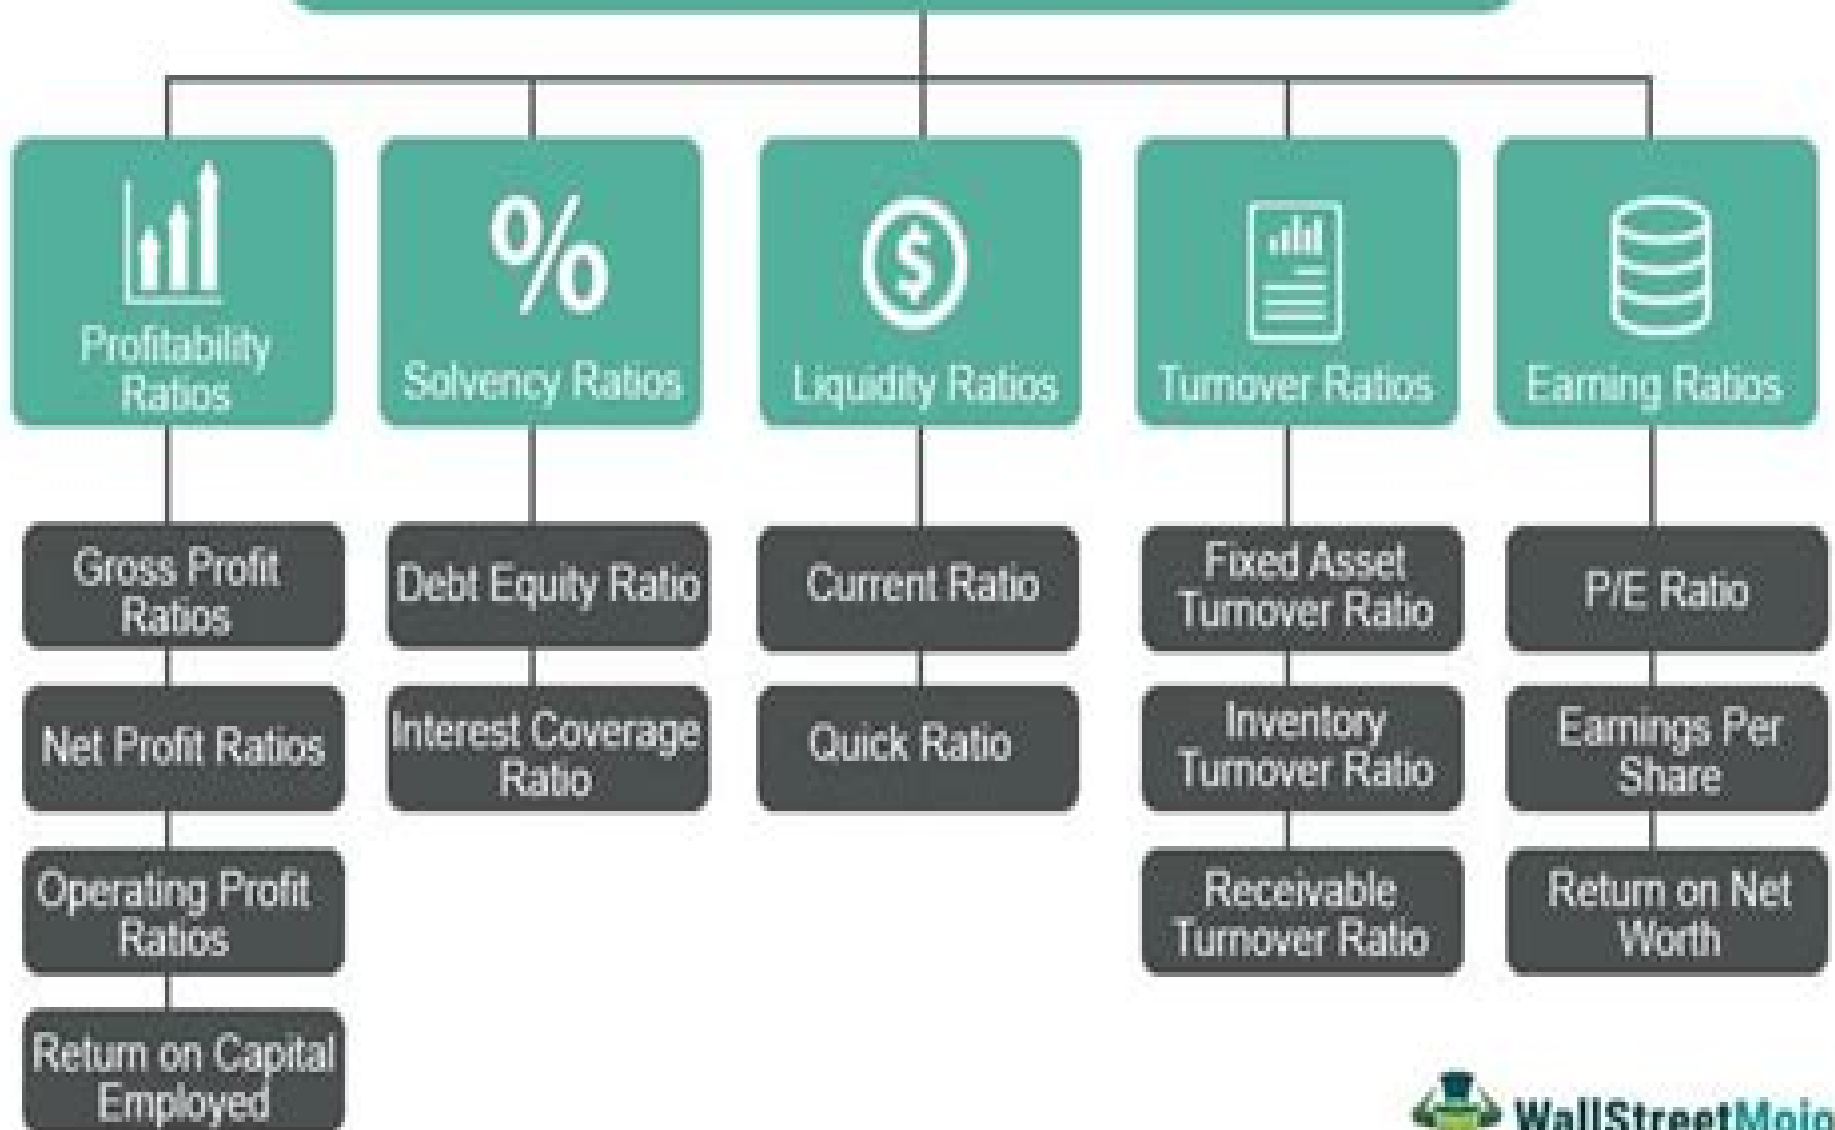 %
$
Profitability
Ratios
Solvency Ratios
Liquidity Ratios
Turnover Ratios
Earning Ratios
Gross Profit
Ratios
Net Profit Ratios
Operating Profit
Ratios
Return on Capital
Employed
Debt Equity Ratio
Interest Coverage
Ratio
Current Ratio
Quick Ratio
Fixed Asset
Turnover Ratio
Inventory
Turnover Ratio
Receivable
Turnover Ratio
P/E Ratio
Earnings Per
Share
Return on Net
Worth
WallStreetMojo